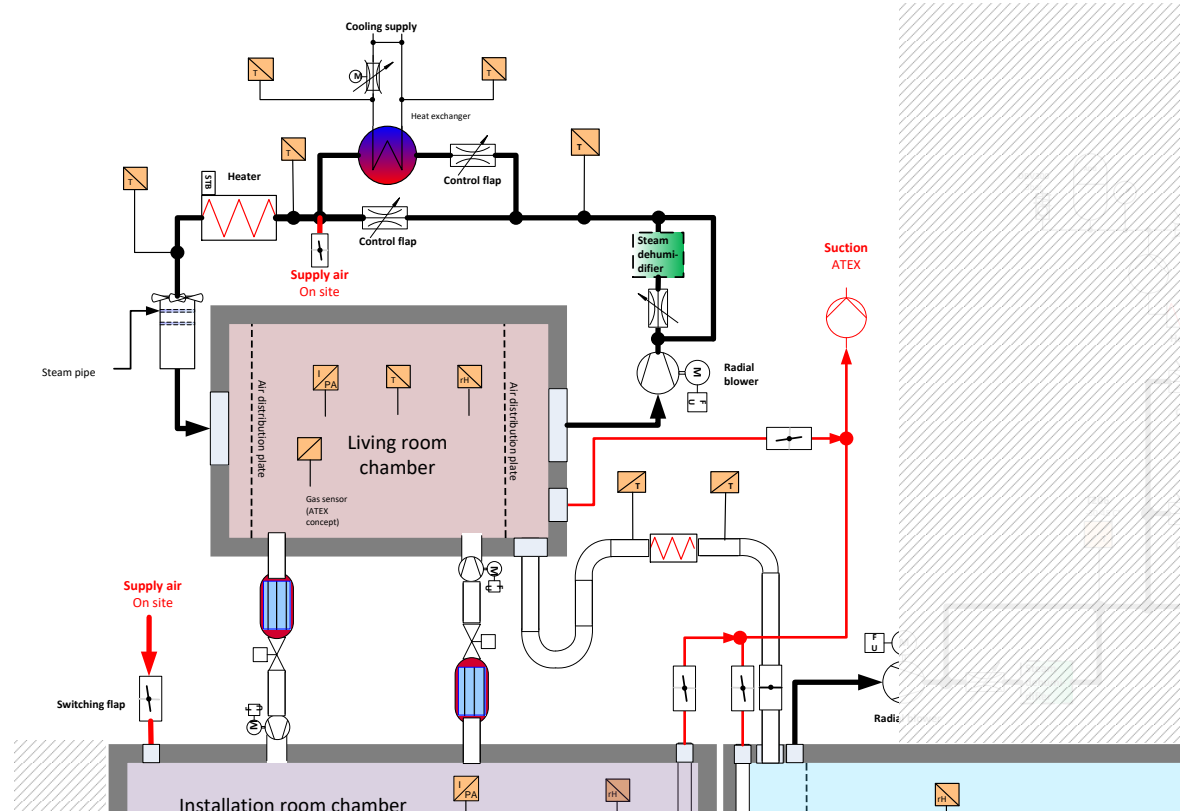 Cooling supply
T
T
M
Heat exchanger
T
T
T
STB
Heater
Control flap
Control flap
Steam
dehumi-
difier
Supply air
On site
Suction
ATEX
Steam pipe
Radial
blower
M
F
U
I
PA
T
rH
Air distribution plate
Air distribution plate
Living room
chamber
Gas sensor
(ATEX
concept)
T
T
M
Supply air
On site
F
U
Switching flap
M
Radia
I
PA
rH
rH
Installation room chamber